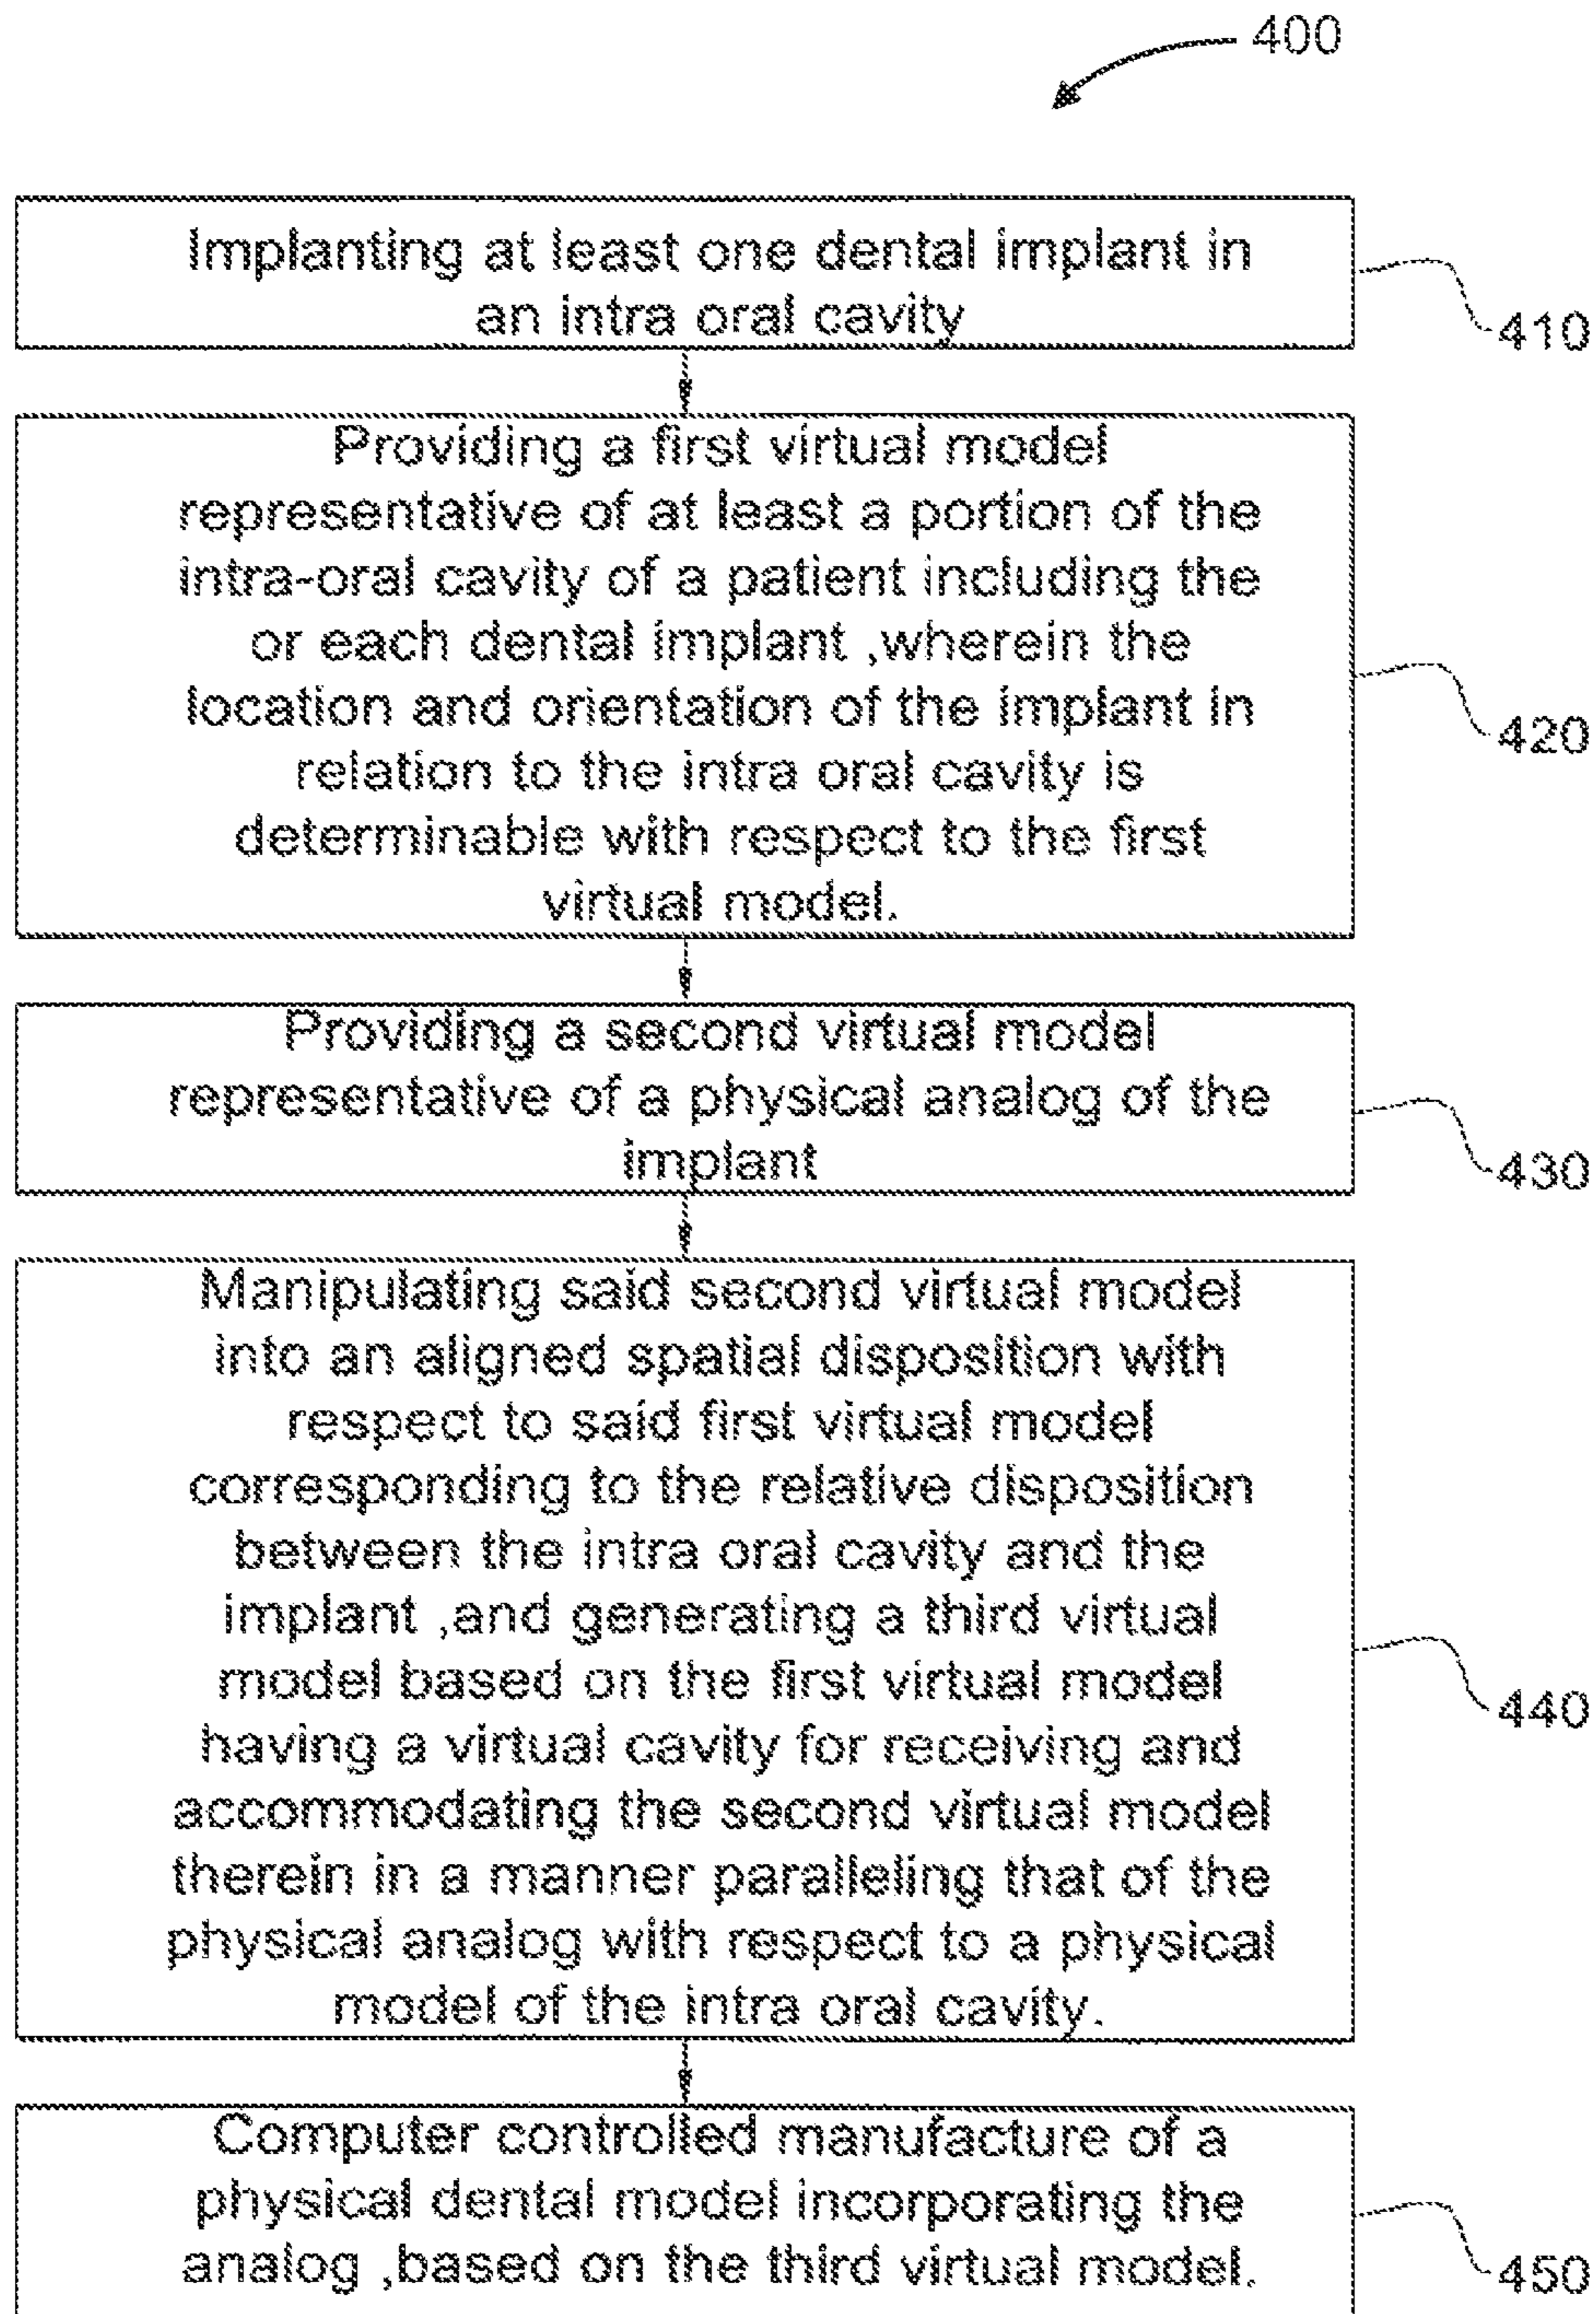 400
Implanting at least one dental implant in
an intra oral cavity
410
Providing a first virtual model
representative of at least a portion of the
intra-oral cavity of a patient including the
or each dental implant ,wherein the
location and orientation of the implant in
relation to the intra oral cavity is
determinable with respect to the first
virtual model.
420
Providing a second virtual model
representative of a physical analog of the
implant
430
Manipulating said second virtual model
into an aligned spatial disposition with
respect to said first virtual model
corresponding to the relative disposition
between the intra oral cavity and the
implant ,and generating a third virtual
model based on the first virtual model
having a virtual cavity for receiving and
accommodating the second virtual model
therein in a manner paralleling that of the
physical analog with respect to a physical
model of the intra oral cavity.
440
Computer controlled manufacture of a
physical dental model incorporating the
analog ,based on the third virtual model.
450